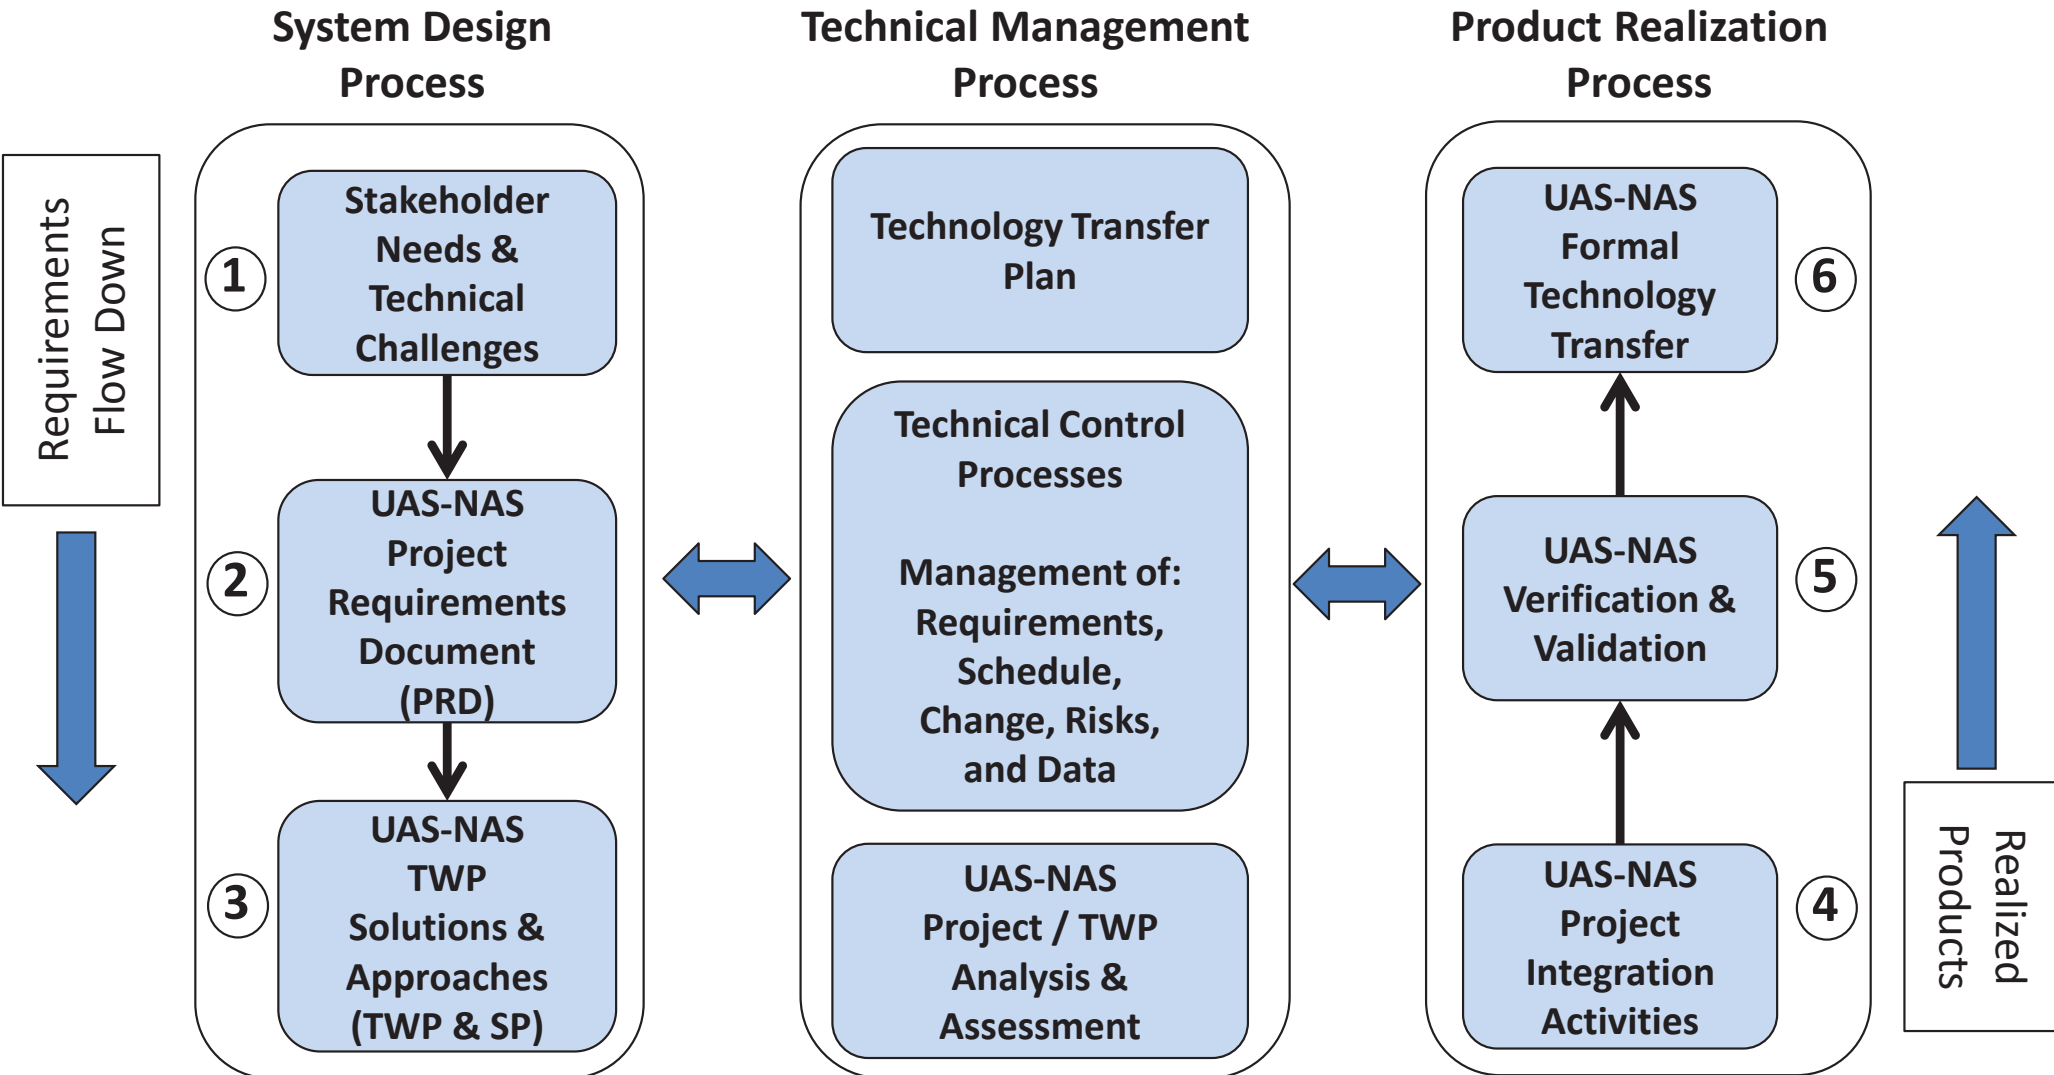 System Design
Process
Technical Management
Process
Product Realization
Process
Requirements
Flow Down
1
Stakeholder
Needs &
Technical
Challenges
2
UAS-NAS
Project
Requirements
Document
(PRD)
3
UAS-NAS
TWP
Solutions &
Approaches
(TWP & SP)
Technology Transfer
Plan
Technical Control
Processes
Management of:
Requirements,
Schedule,
Change, Risks,
and Data
UAS-NAS
Project / TWP
Analysis &
Assessment
UAS-NAS
Formal
Technology
Transfer
6
UAS-NAS
Verification &
Validation
5
UAS-NAS
Project
Integration
Activities
4
Realized
Products